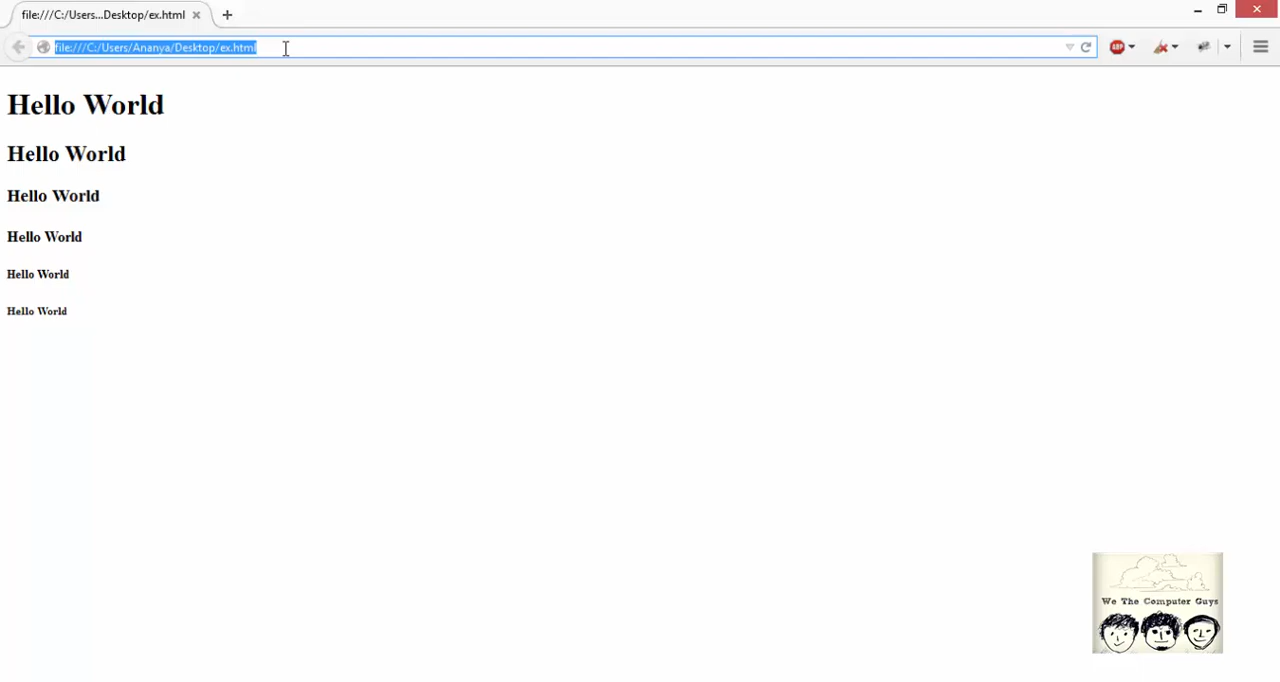 file:///C:/Users...Desktop/ex.html
file:///C:/Users/Ananya/Desktop/ex.html
ABP
Hello World
Hello World
Hello World
Hello World
Hello World
Hello World
We The Computer Guys